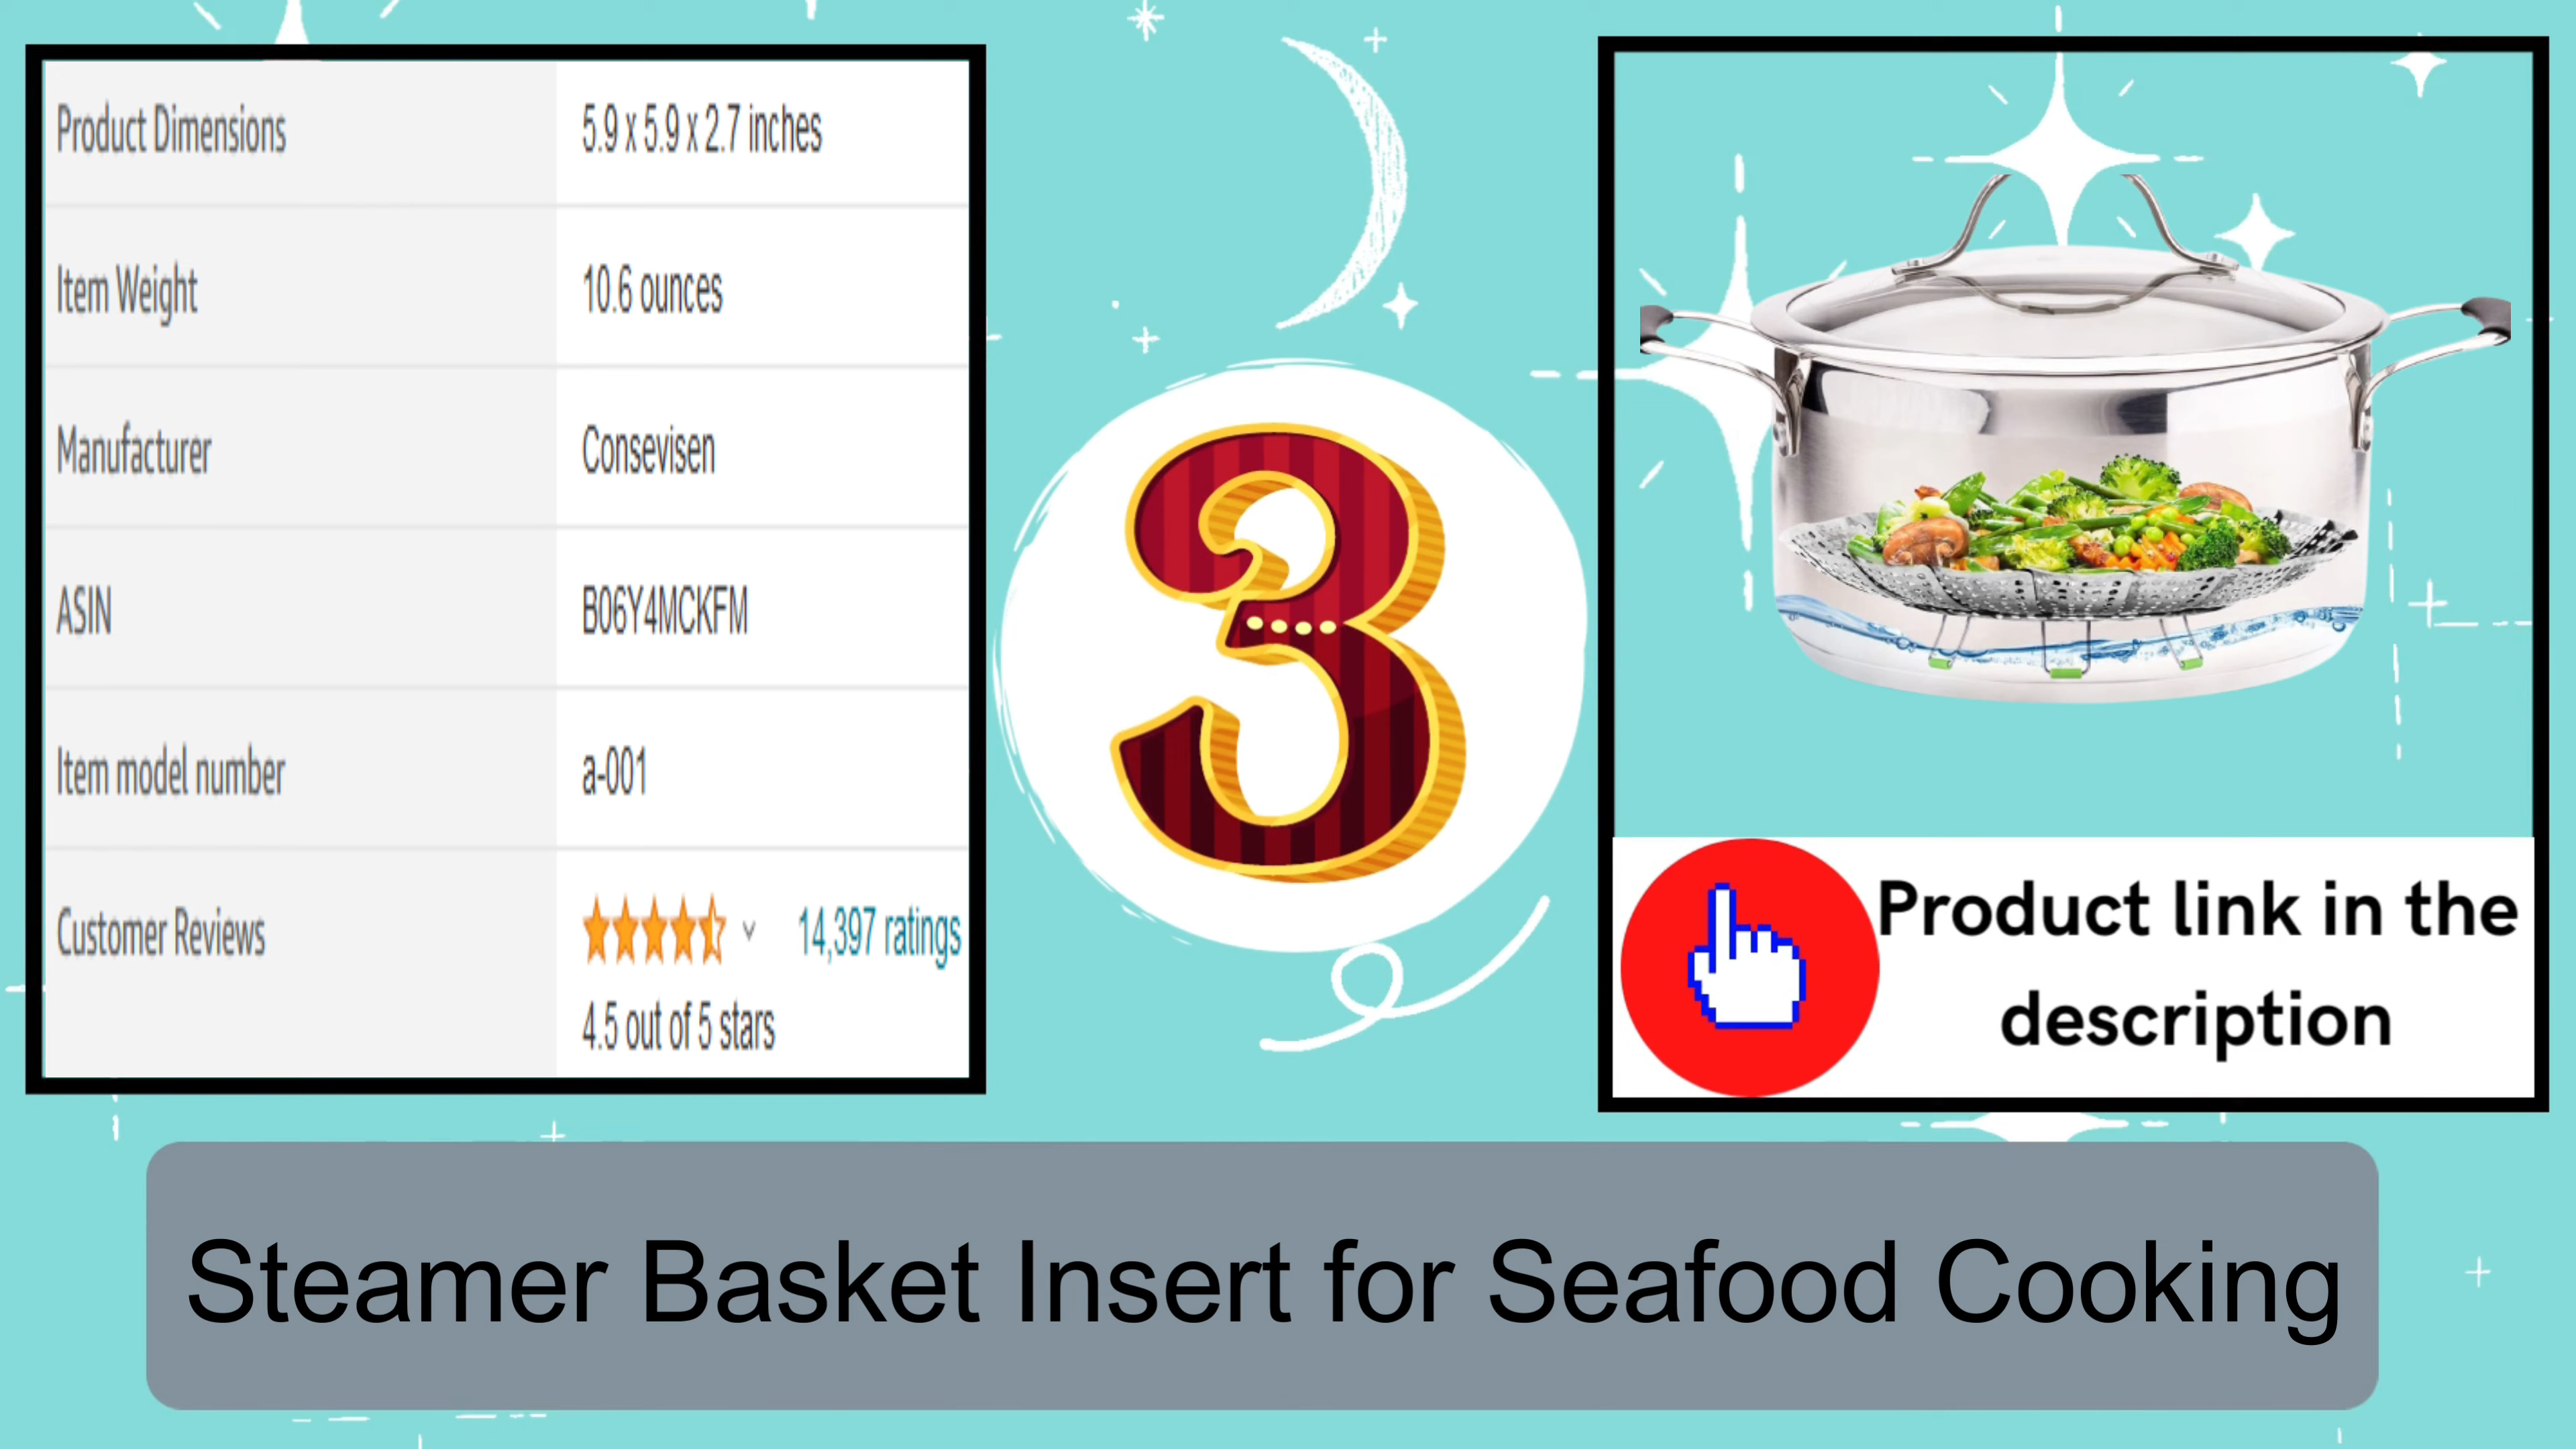 Product Dimensions 5.9 x 5.9 x 2.7 inches
Item Weight 10.6 ounces
Manufacturer Consevisen
ASIN B06Y4MCKFM
Item model number a-001
Customer Reviews 14,397 ratings
4.5 out of 5 stars
3
Product link in the
description
Steamer Basket Insert for Seafood Cooking